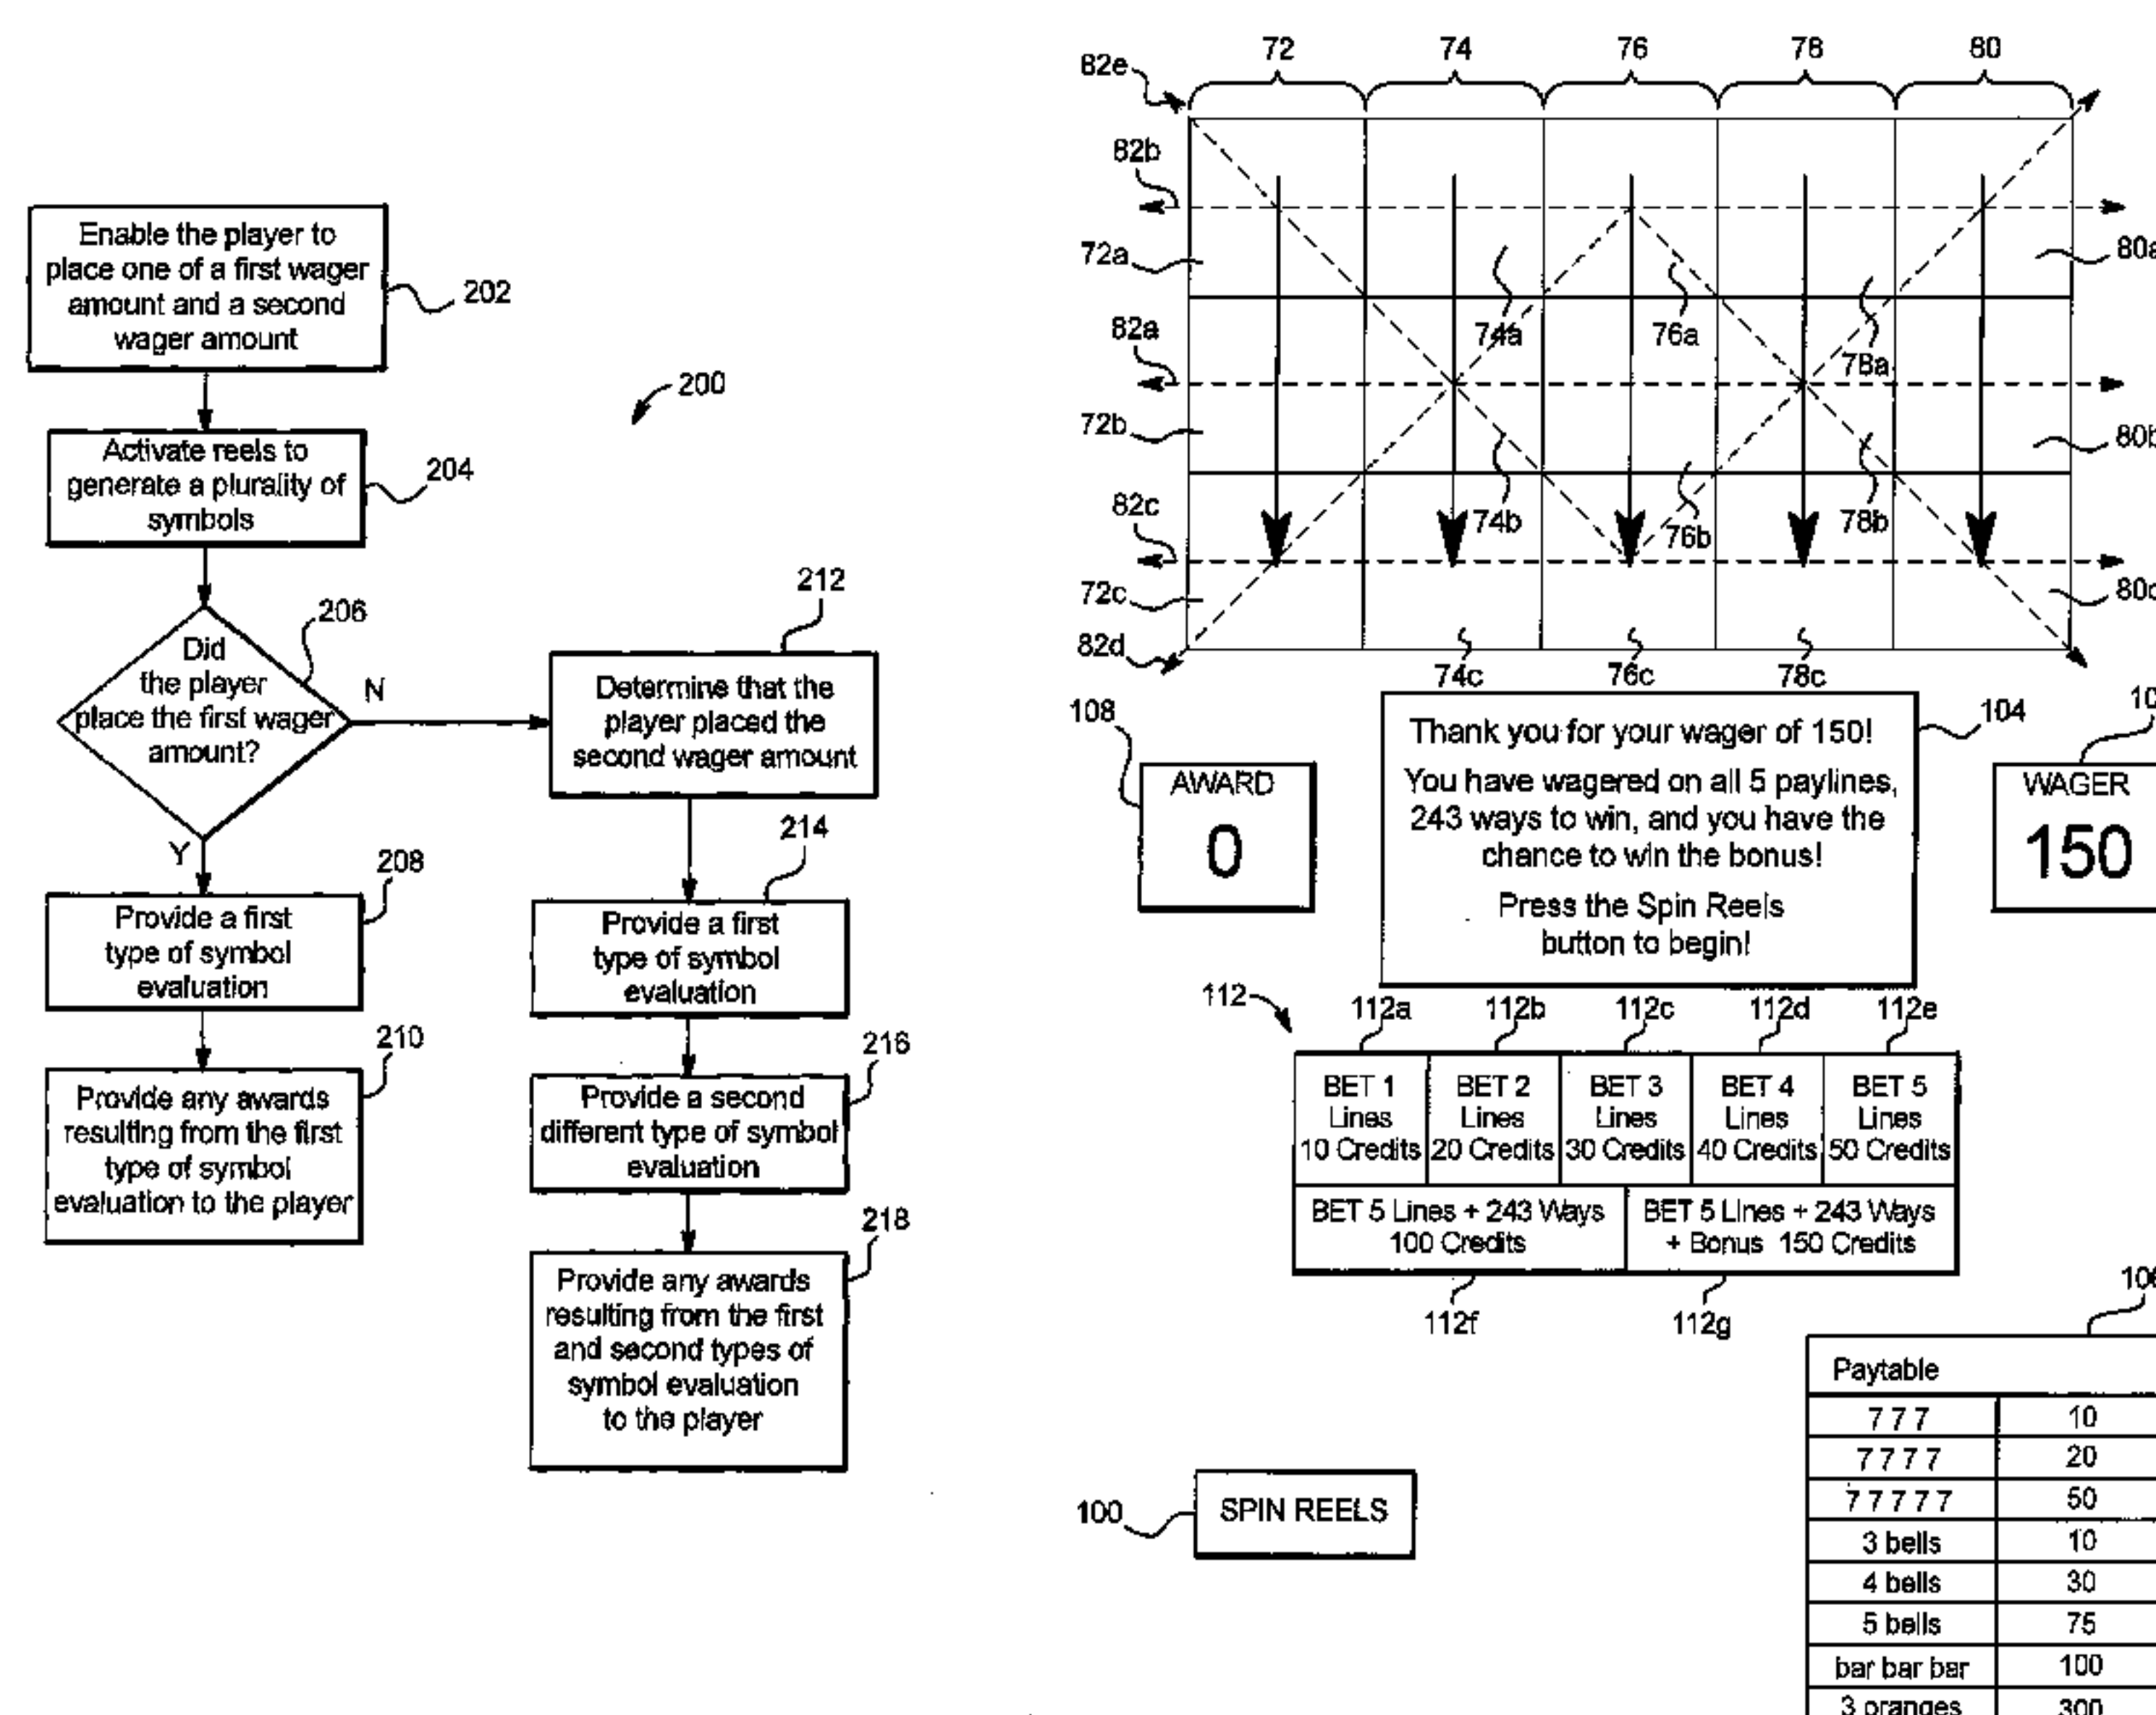 Enable the player to
place one of a first wager
amount and a second
wager amount
202
Activate reels to
generate a plurality of
symbols
204
200
Did
the player
place the first wager
amount?
206
N
Y
212
Determine that the
player placed the
second wager amount
208
Provide a first
type of symbol
evaluation
214
Provide a first
type of symbol
evaluation
210
Provide any awards
resulting from the first
type of symbol
evaluation to the player
216
Provide a second
different type of symbol
evaluation
218
Provide any awards
resulting from the first
and second types of
symbol evaluation
to the player
72 74 76 78 80
82e
82b
72a
80a
82a
74a 76a 78a
72b
80b
82c
74b 76b 78b
72c
82d
74c 76c 78c
108
AWARD
0
104
Thank you for your wager of 150!
You have wagered on all 5 paylines,
243 ways to win, and you have the
chance to win the bonus!
Press the Spin Reels
button to begin!
WAGER
150
112
112a 112b 112c 112d 112e
BET 1 BET 2 BET 3 BET 4 BET 5
Lines Lines Lines Lines Lines
10 Credits 20 Credits 30 Credits 40 Credits 50 Credits
BET 5 Lines + 243 Ways
100 Credits
BET 5 Lines + 243 Ways
+ Bonus 150 Credits
112f 112g
Paytable
7 7 7 10
7 7 7 7 20
7 7 7 7 7 50
3 bells 10
4 bells 30
5 bells 75
bar bar bar 100
3 oranges 300
100
SPIN REELS